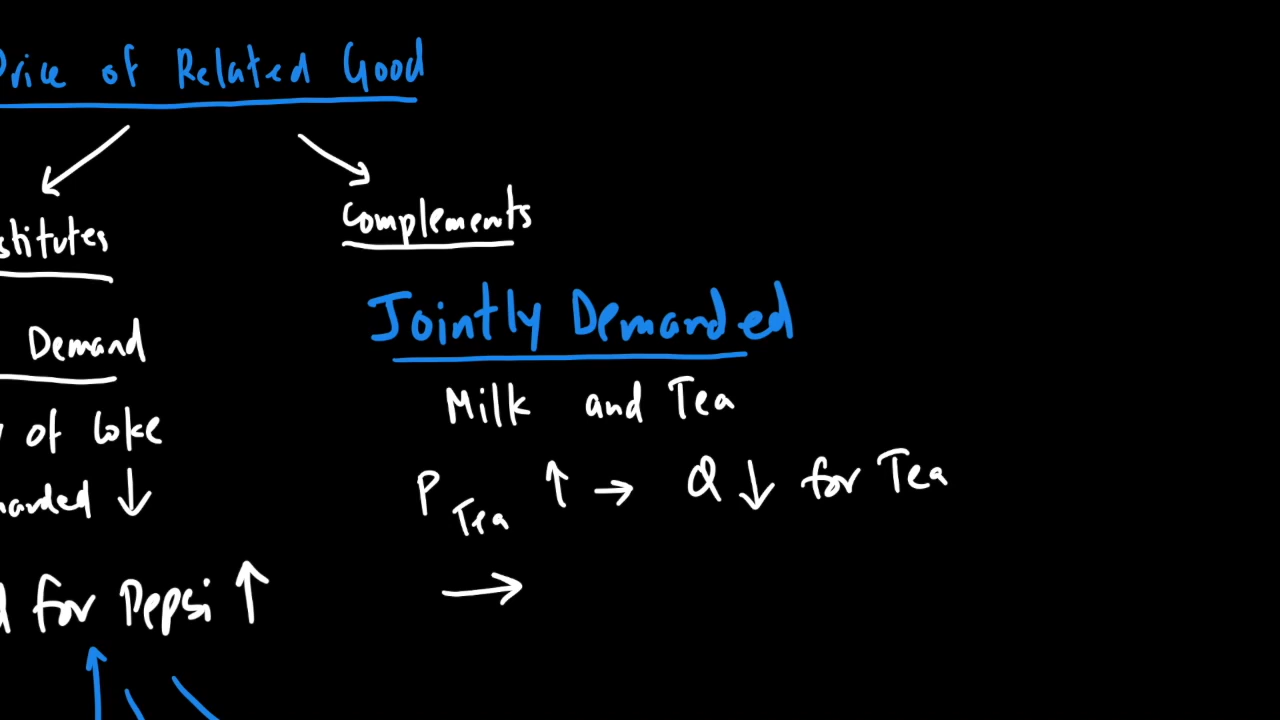 Price of Related Good
stitutes
Complements
Demand
Jointly Demanded
of Coke
Milk and Tea
manded ↓
P Tea ↑ → Q ↓ for Tea
for Pepsi ↑
→